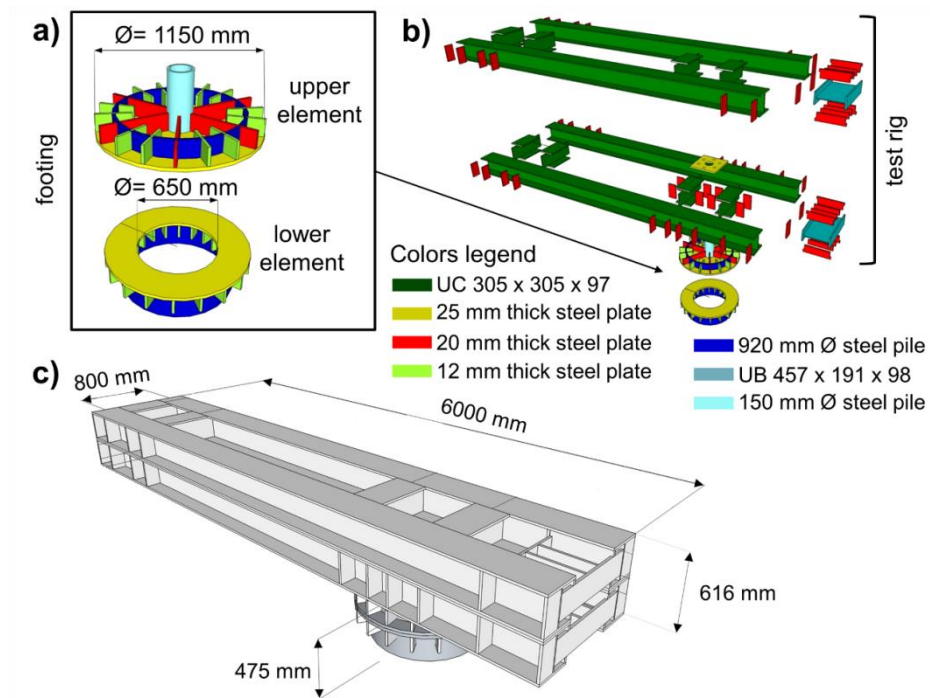 a)
Ø= 1150 mm
upper
element
footing
Ø= 650 mm
lower
element
b)
test rig
Colors legend
UC 305 x 305 x 97
25 mm thick steel plate
20 mm thick steel plate
12 mm thick steel plate
920 mm Ø steel pile
UB 457 x 191 x 98
150 mm Ø steel pile
c)
800 mm
6000 mm
616 mm
475 mm